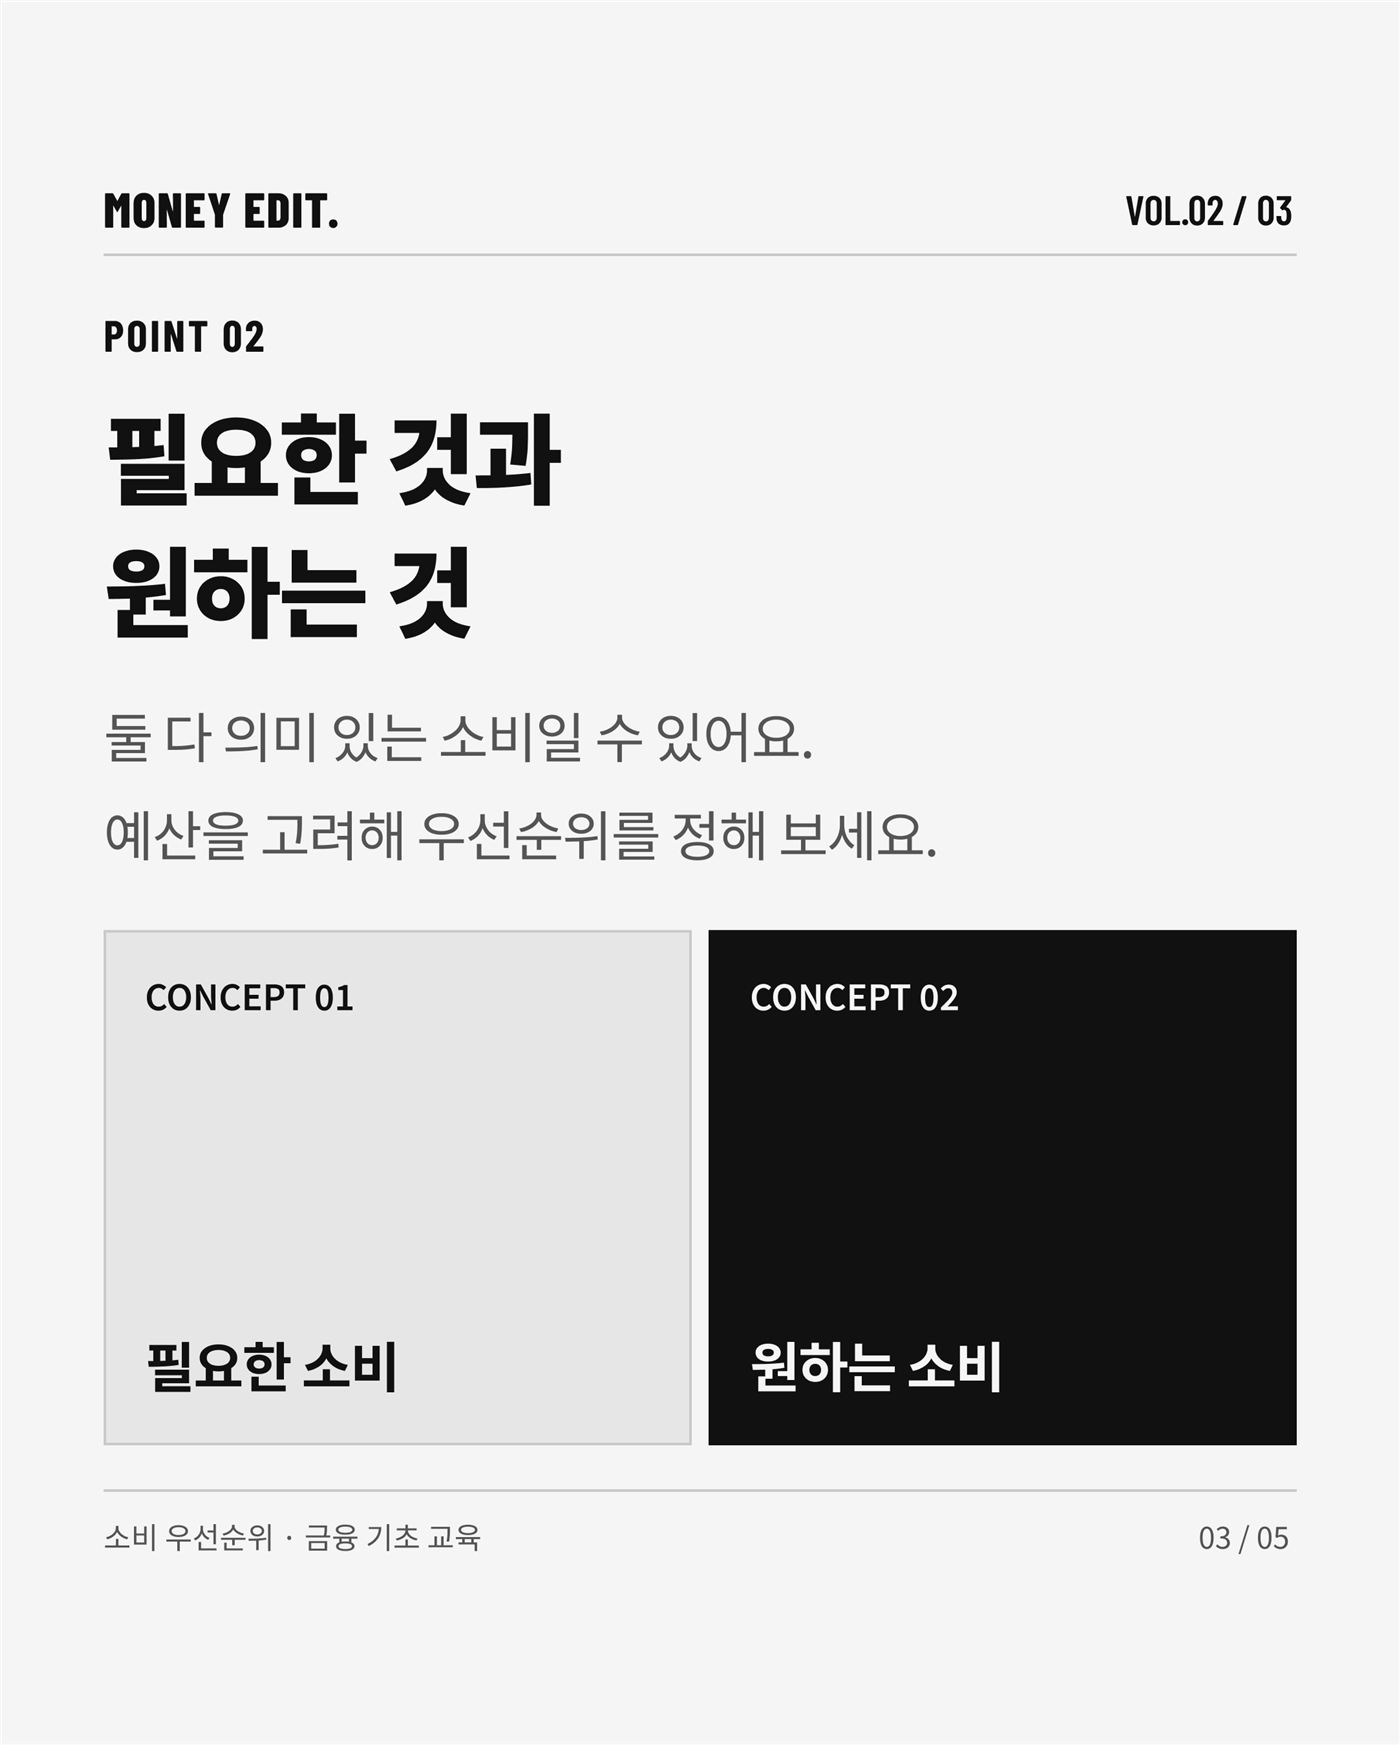 MONEY EDIT.
VOL.02 / 03
POINT 02
필요한 것과
원하는 것
둘 다 의미 있는 소비일 수 있어요.
예산을 고려해 우선순위를 정해 보세요.
CONCEPT 01
필요한 소비
CONCEPT 02
원하는 소비
소비 우선순위 · 금융 기초 교육
03 / 05